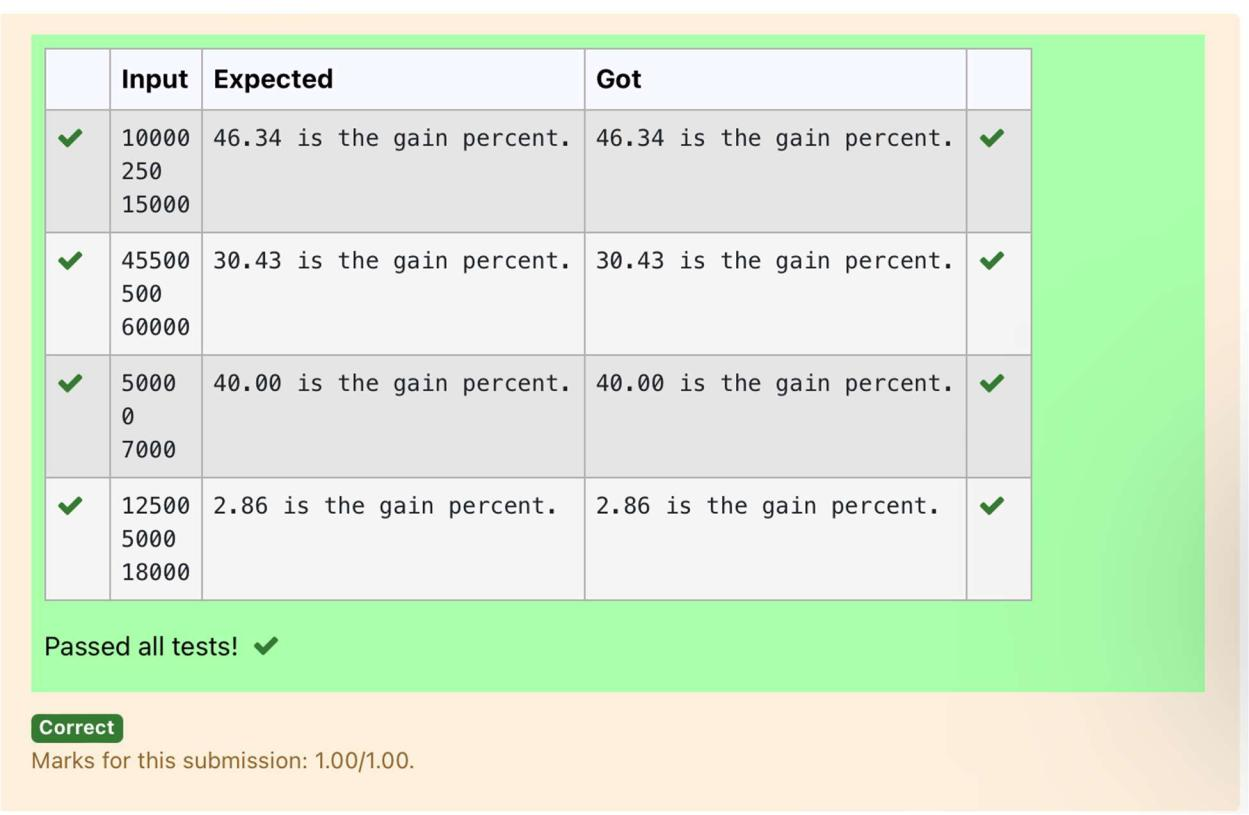 Input Expected Got
10000 46.34 is the gain percent. 46.34 is the gain percent.
250
15000
45500 30.43 is the gain percent. 30.43 is the gain percent.
500
60000
5000 40.00 is the gain percent. 40.00 is the gain percent.
0
7000
12500 2.86 is the gain percent. 2.86 is the gain percent.
5000
18000
Passed all tests!
Correct
Marks for this submission: 1.00/1.00.